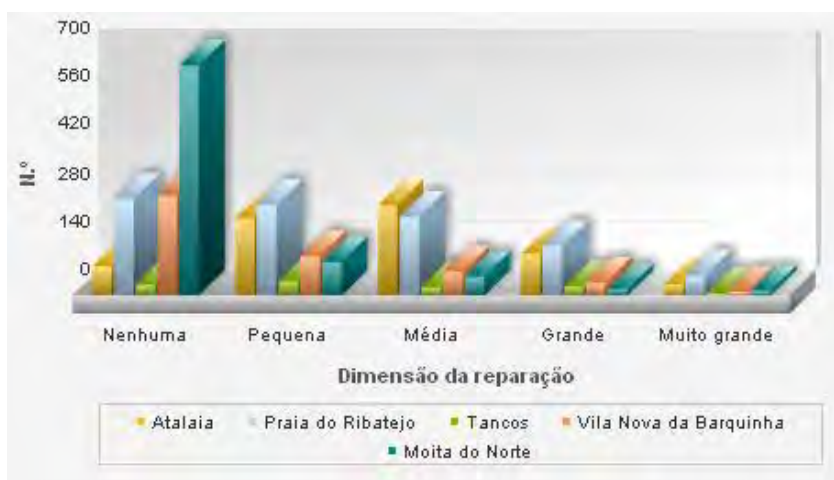 700
560
420
280
140
0
N.º
Nenhuma Pequena Média Grande Muito grande
Dimensão da reparação
Atalaia Praia do Ribatejo Tancos Vila Nova da Barquinha
Moita do Norte